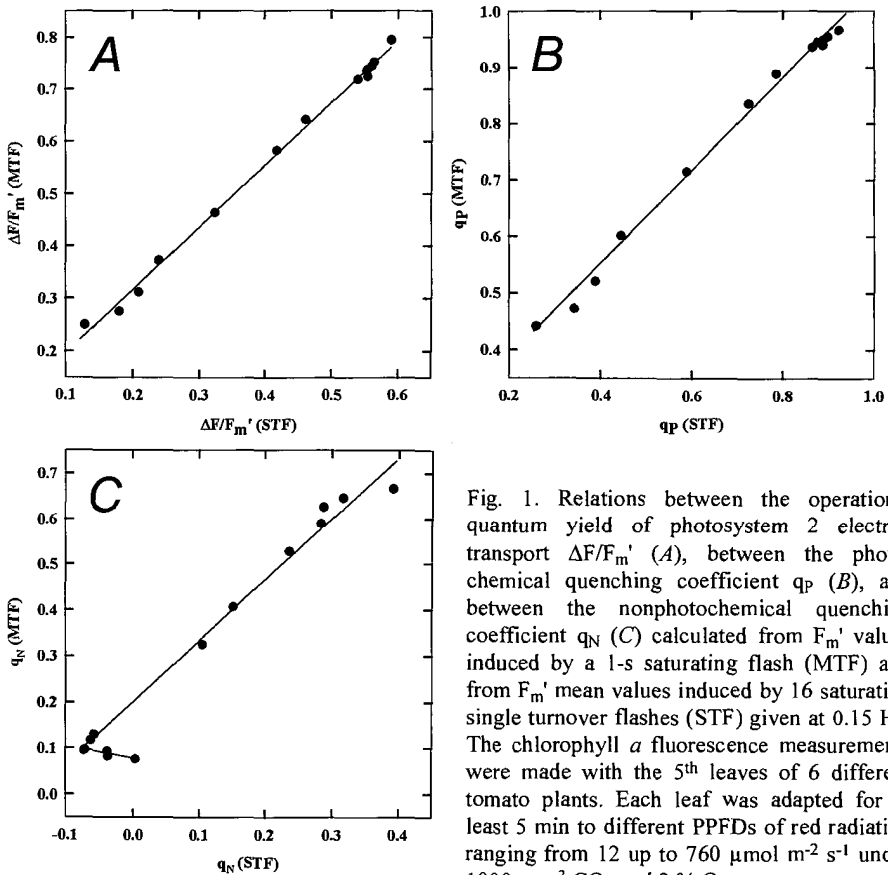 A
0.8
0.7
0.6
0.5
0.4
0.3
0.2
ΔF/Fm' (MTF)
0.1 0.2 0.3 0.4 0.5 0.6
ΔF/Fm' (STF)
B
1.0
0.9
0.8
0.7
0.6
0.5
0.4
qP (MTF)
0.2 0.4 0.6 0.8 1.0
qP (STF)
C
0.7
0.6
0.5
0.4
0.3
0.2
0.1
0.0
qN (MTF)
-0.1 0.0 0.1 0.2 0.3 0.4
qN (STF)
Fig. 1. Relations between the operation
quantum yield of photosystem 2 electr
transport ΔF/Fm' (A), between the phot
chemical quenching coefficient qP (B), a
between the nonphotochemical quenchi
coefficient qN (C) calculated from Fm' valu
induced by a 1-s saturating flash (MTF) a
from Fm' mean values induced by 16 saturati
single turnover flashes (STF) given at 0.15 H
The chlorophyll a fluorescence measuremen
were made with the 5th leaves of 6 differe
tomato plants. Each leaf was adapted for
least 5 min to different PPFDs of red radiati
ranging from 12 up to 760 µmol m-2 s-1 und